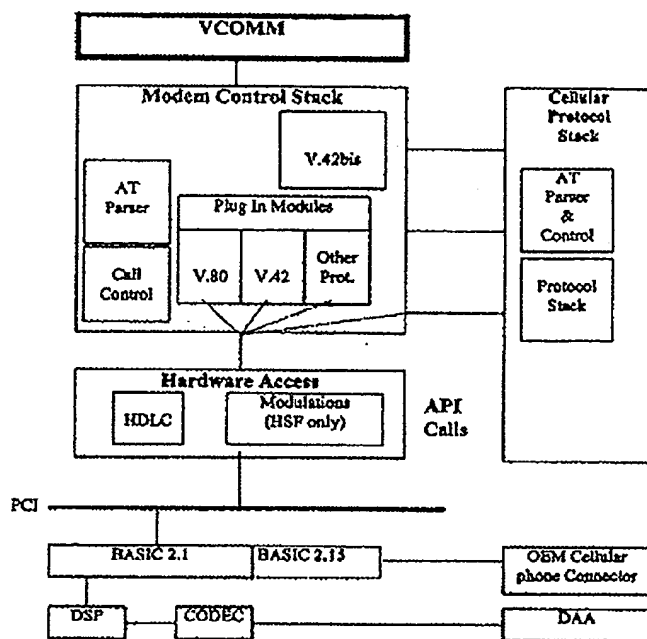 VCOMM
Modem Control Stack
V.42bis
AT
Parser
Plug In Modules
Call
Control
V.80
V.42
Other
Prot.
Cellular
Protocol
Stack
AT
Parser
&
Control
Protocol
Stack
Hardware Access
HDLC
Modulations
(HSF only)
API
Calls
PCI
BASIC 2.1
BASIC 2.15
OEM Cellular
phone Connector
DSP
CODEC
DAA